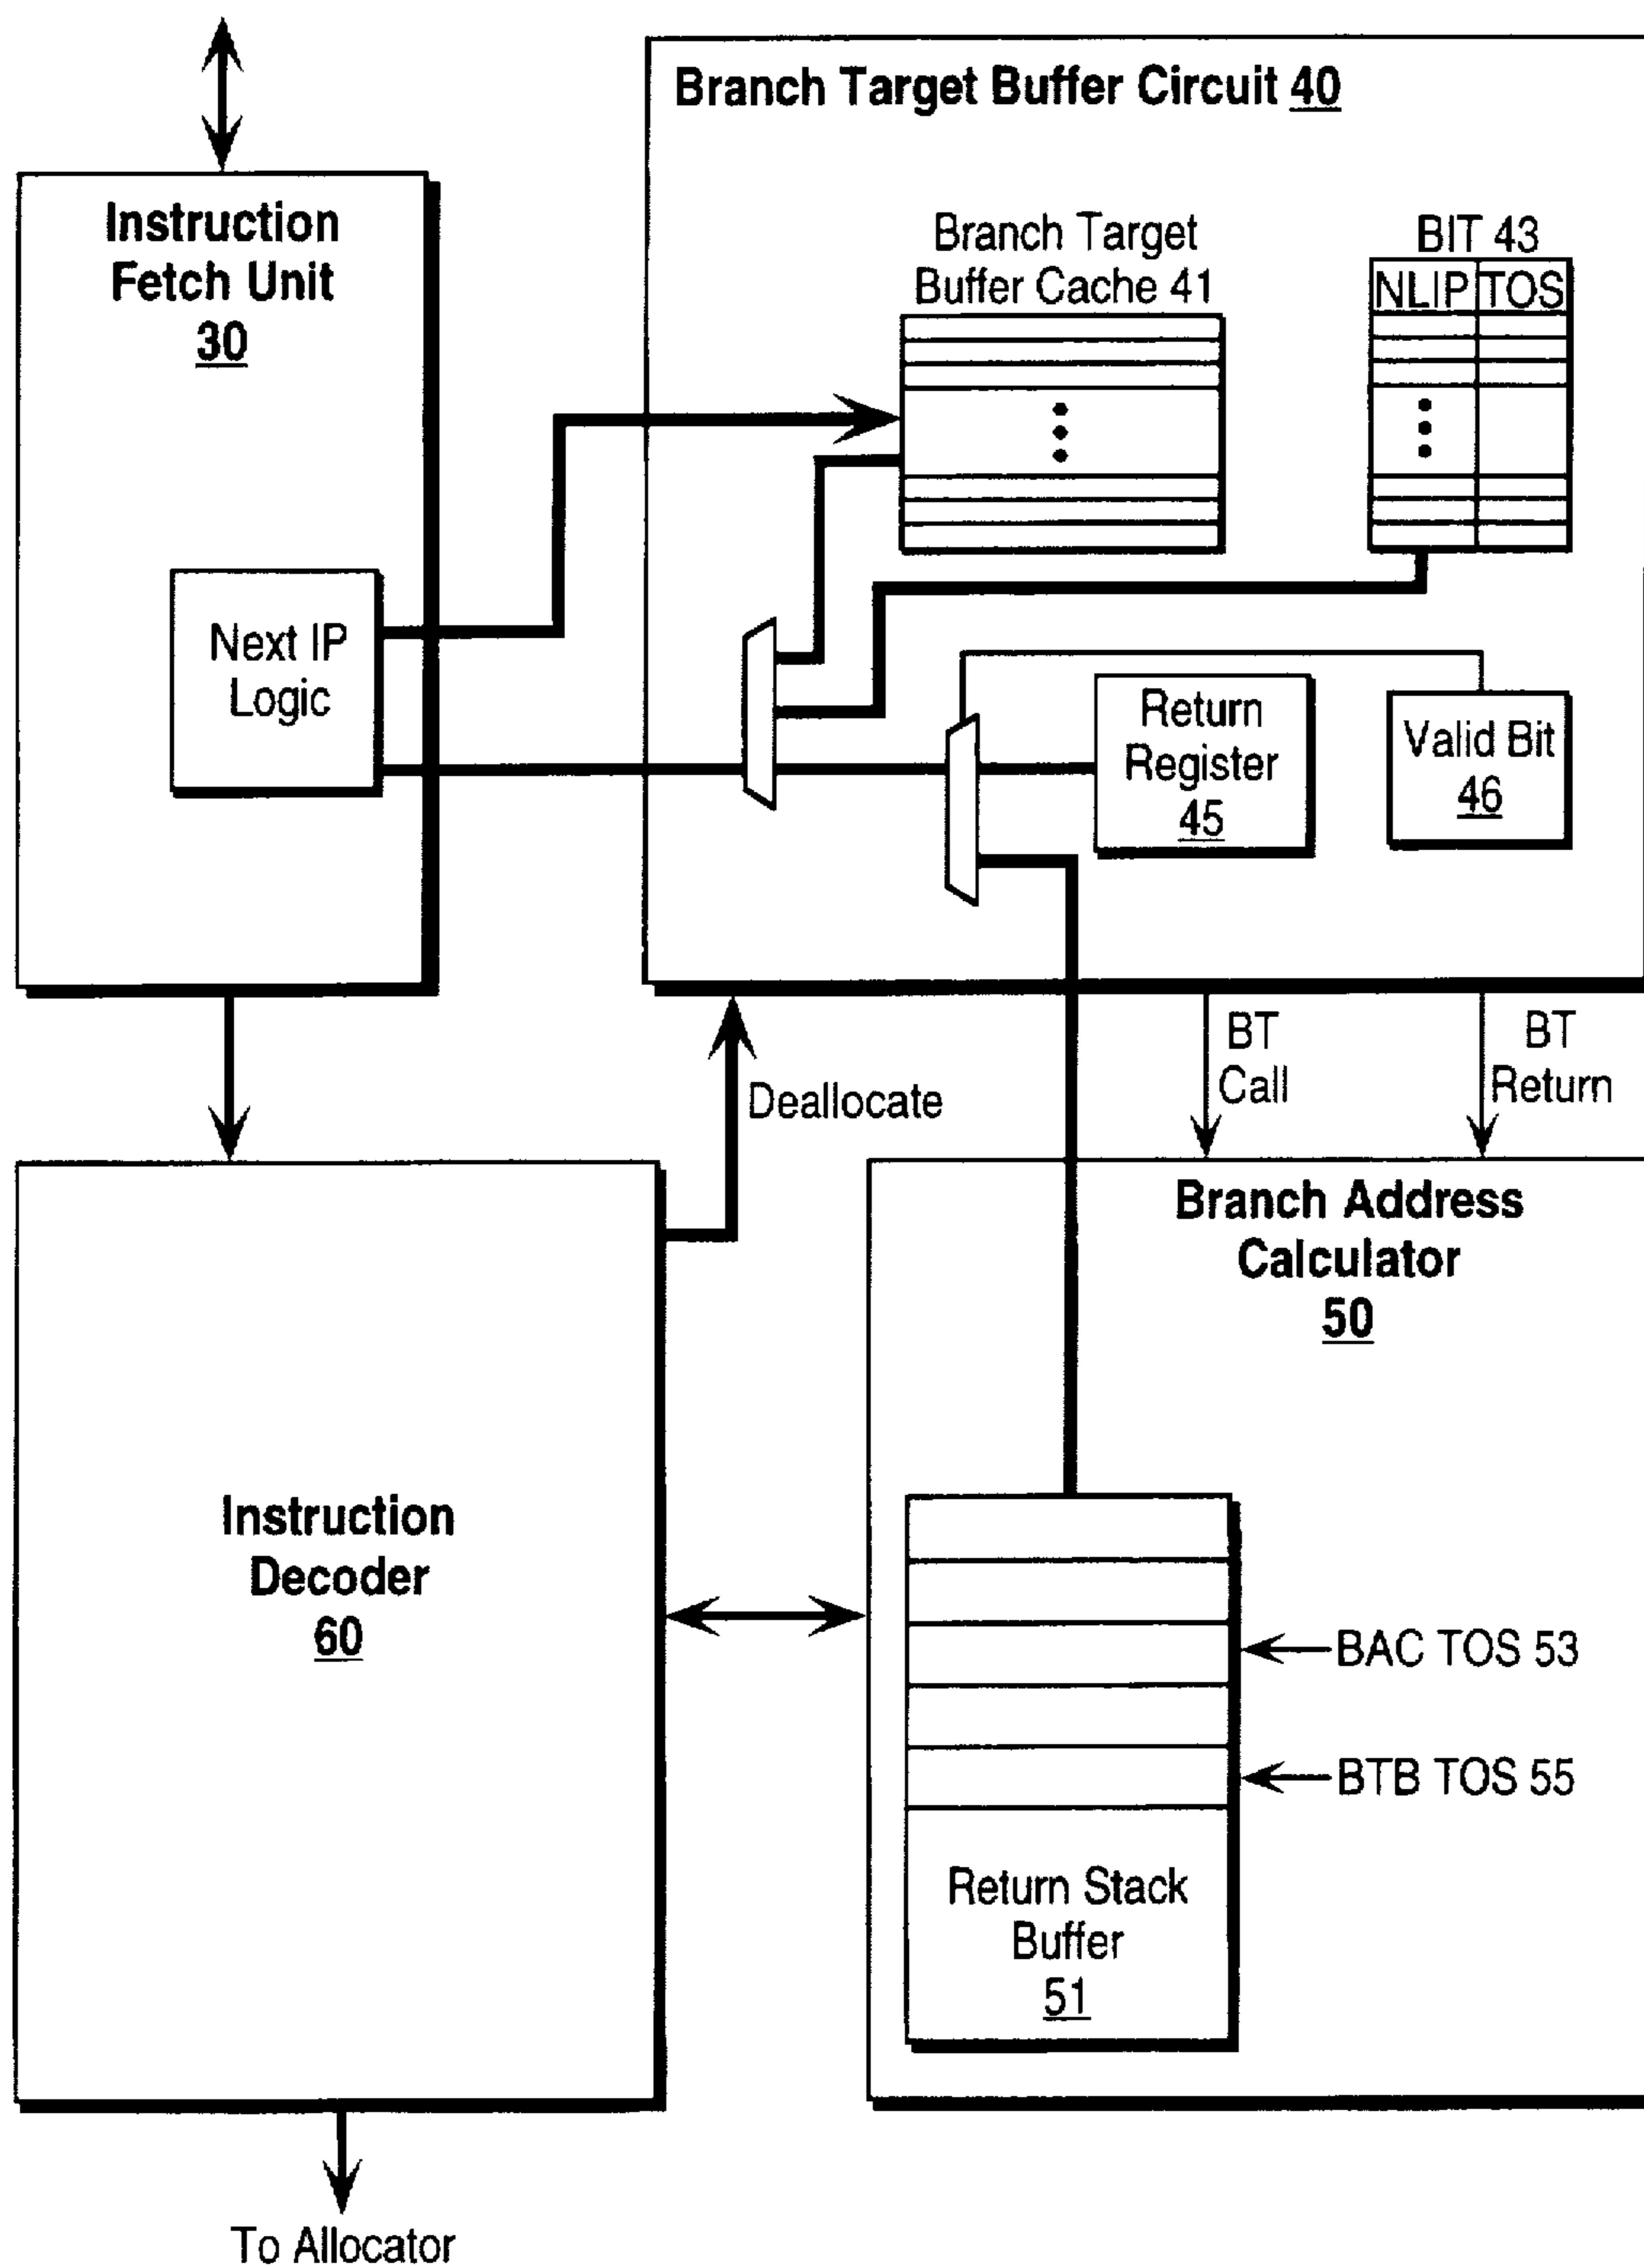 Branch Target Buffer Circuit 40
Instruction
Fetch Unit
30
Branch Target
Buffer Cache 41
BIT 43
NLIP TOS
Next IP
Logic
Return
Register
45
Valid Bit
46
BT
Call
BT
Return
Deallocate
Branch Address
Calculator
50
Instruction
Decoder
60
BAC TOS 53
BTB TOS 55
Return Stack
Buffer
51
To Allocator